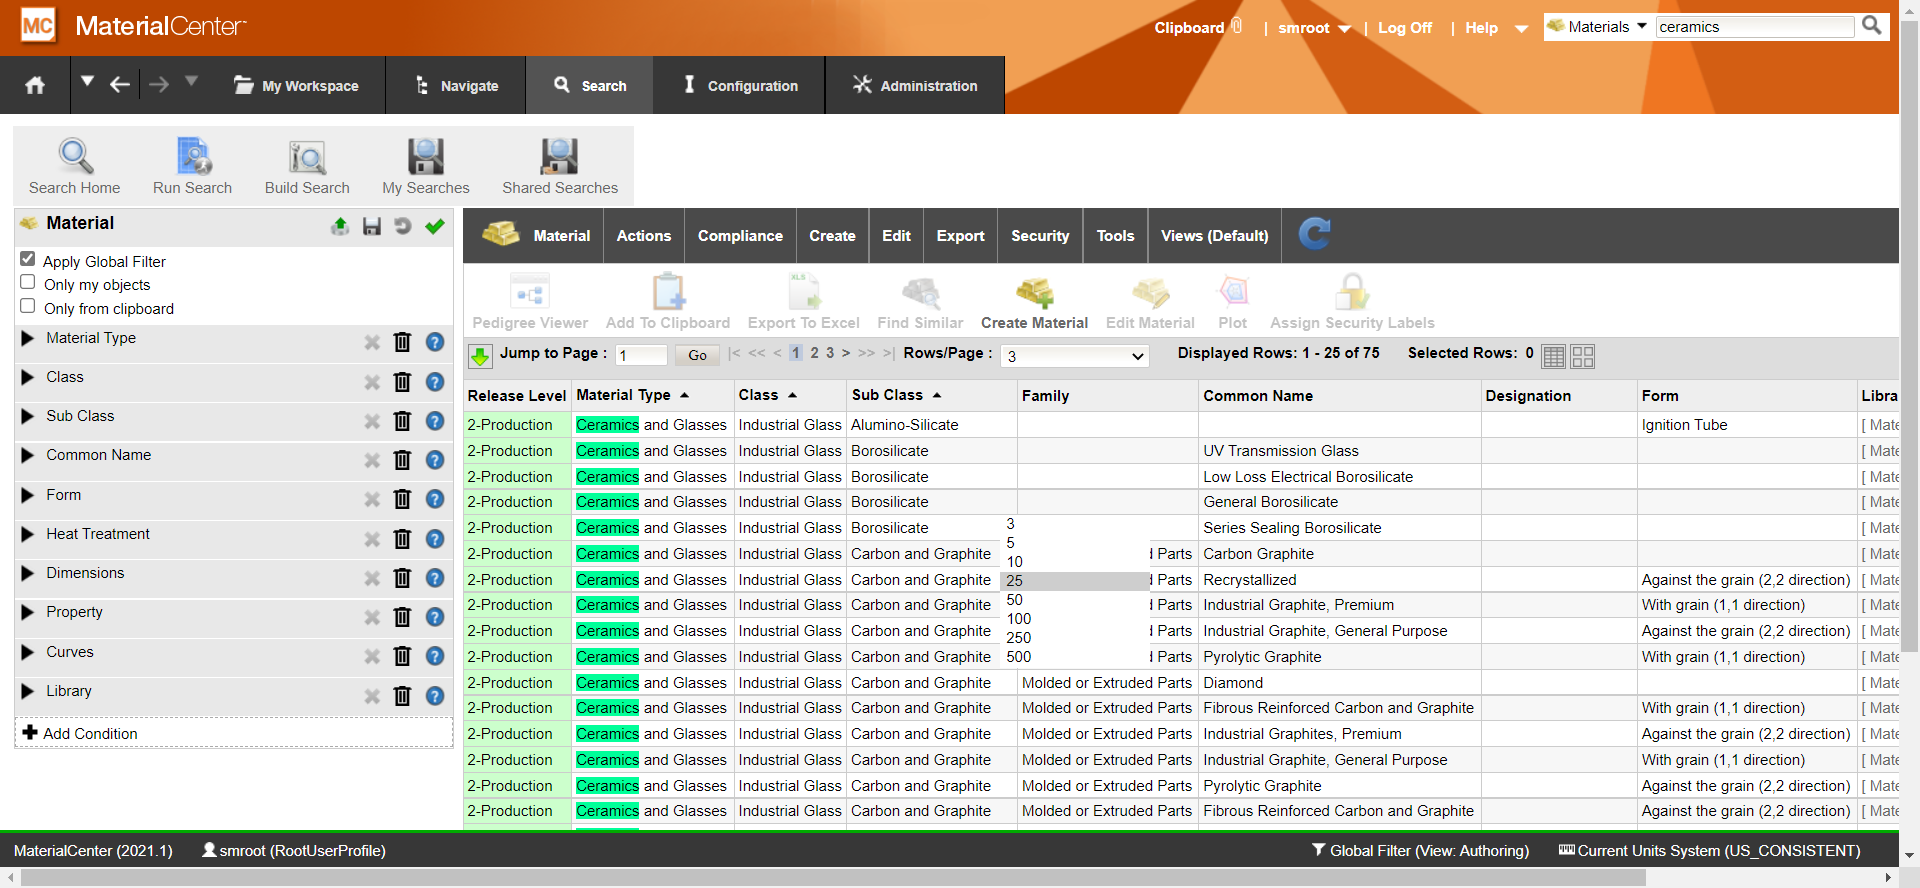 MC MaterialCenter
Clipboard | smroot | Log Off | Help Materials ceramics
My Workspace Navigate Search Configuration Administration
Search Home Run Search Build Search My Searches Shared Searches
Material
Apply Global Filter
Only my objects
Only from clipboard
Material Type
Class
Sub Class
Common Name
Form
Heat Treatment
Dimensions
Property
Curves
Library
Add Condition
Material Actions Compliance Create Edit Export Security Tools Views (Default)
XLS
Pedigree Viewer Add To Clipboard Export To Excel Find Similar Create Material Edit Material Plot Assign Security Labels
Jump to Page : 1 Go |< << < 1 2 3 > >> >| Rows/Page : 3 Displayed Rows: 1 - 25 of 75 Selected Rows: 0
Release Level Material Type Class Sub Class Family Common Name Designation Form Libra
2-Production Ceramics and Glasses Industrial Glass Alumino-Silicate Ignition Tube [ Mate
2-Production Ceramics and Glasses Industrial Glass Borosilicate UV Transmission Glass [ Mate
2-Production Ceramics and Glasses Industrial Glass Borosilicate Low Loss Electrical Borosilicate [ Mate
2-Production Ceramics and Glasses Industrial Glass Borosilicate General Borosilicate [ Mate
2-Production Ceramics and Glasses Industrial Glass Borosilicate Series Sealing Borosilicate [ Mate
2-Production Ceramics and Glasses Industrial Glass Carbon and Graphite Parts Carbon Graphite [ Mate
2-Production Ceramics and Glasses Industrial Glass Carbon and Graphite Parts Recrystallized Against the grain (2,2 direction) [ Mate
2-Production Ceramics and Glasses Industrial Glass Carbon and Graphite Parts Industrial Graphite, Premium With grain (1,1 direction) [ Mate
2-Production Ceramics and Glasses Industrial Glass Carbon and Graphite Parts Industrial Graphite, General Purpose Against the grain (2,2 direction) [ Mate
2-Production Ceramics and Glasses Industrial Glass Carbon and Graphite Parts Pyrolytic Graphite With grain (1,1 direction) [ Mate
2-Production Ceramics and Glasses Industrial Glass Carbon and Graphite Molded or Extruded Parts Diamond [ Mate
2-Production Ceramics and Glasses Industrial Glass Carbon and Graphite Molded or Extruded Parts Fibrous Reinforced Carbon and Graphite With grain (1,1 direction) [ Mate
2-Production Ceramics and Glasses Industrial Glass Carbon and Graphite Molded or Extruded Parts Industrial Graphites, Premium Against the grain (2,2 direction) [ Mate
2-Production Ceramics and Glasses Industrial Glass Carbon and Graphite Molded or Extruded Parts Industrial Graphite, General Purpose With grain (1,1 direction) [ Mate
2-Production Ceramics and Glasses Industrial Glass Carbon and Graphite Molded or Extruded Parts Pyrolytic Graphite Against the grain (2,2 direction) [ Mate
2-Production Ceramics and Glasses Industrial Glass Carbon and Graphite Molded or Extruded Parts Fibrous Reinforced Carbon and Graphite Against the grain (2,2 direction) [ Mate
3
5
10
25
50
100
250
500
MaterialCenter (2021.1) smroot (RootUserProfile) Global Filter (View: Authoring) Current Units System (US_CONSISTENT)